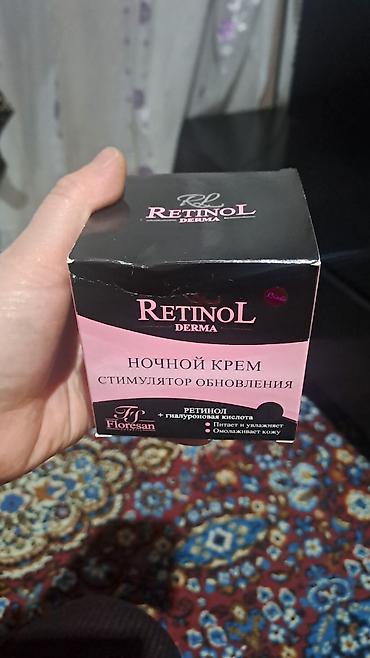 RL
RETINOL
DERMA
RETINOL
DERMA
НОЧНОЙ КРЕМ
СТИМУЛЯТОР ОБНОВЛЕНИЯ
РЕТИНОЛ
+ гиалуроновая кислота
• Питает и увлажняет
• Омолаживает кожу
Fs
Floresan